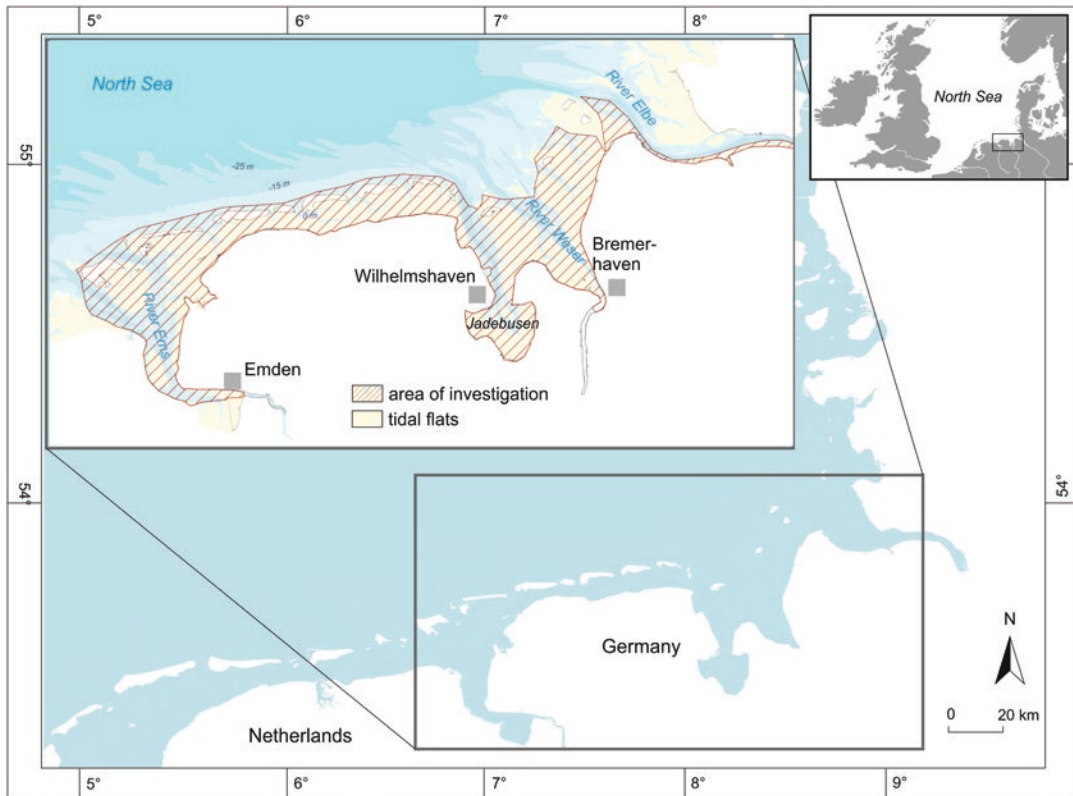 5°
6°
7°
8°
North Sea
River Elbe
North Sea
55°
-25 m
-15 m
0 m
River Weser
Bremer-
haven
Wilhelmshaven
Jadebusen
River Ems
Emden
area of investigation
tidal flats
54°
54°
Germany
N
0 20 km
Netherlands
5°
6°
7°
8°
9°